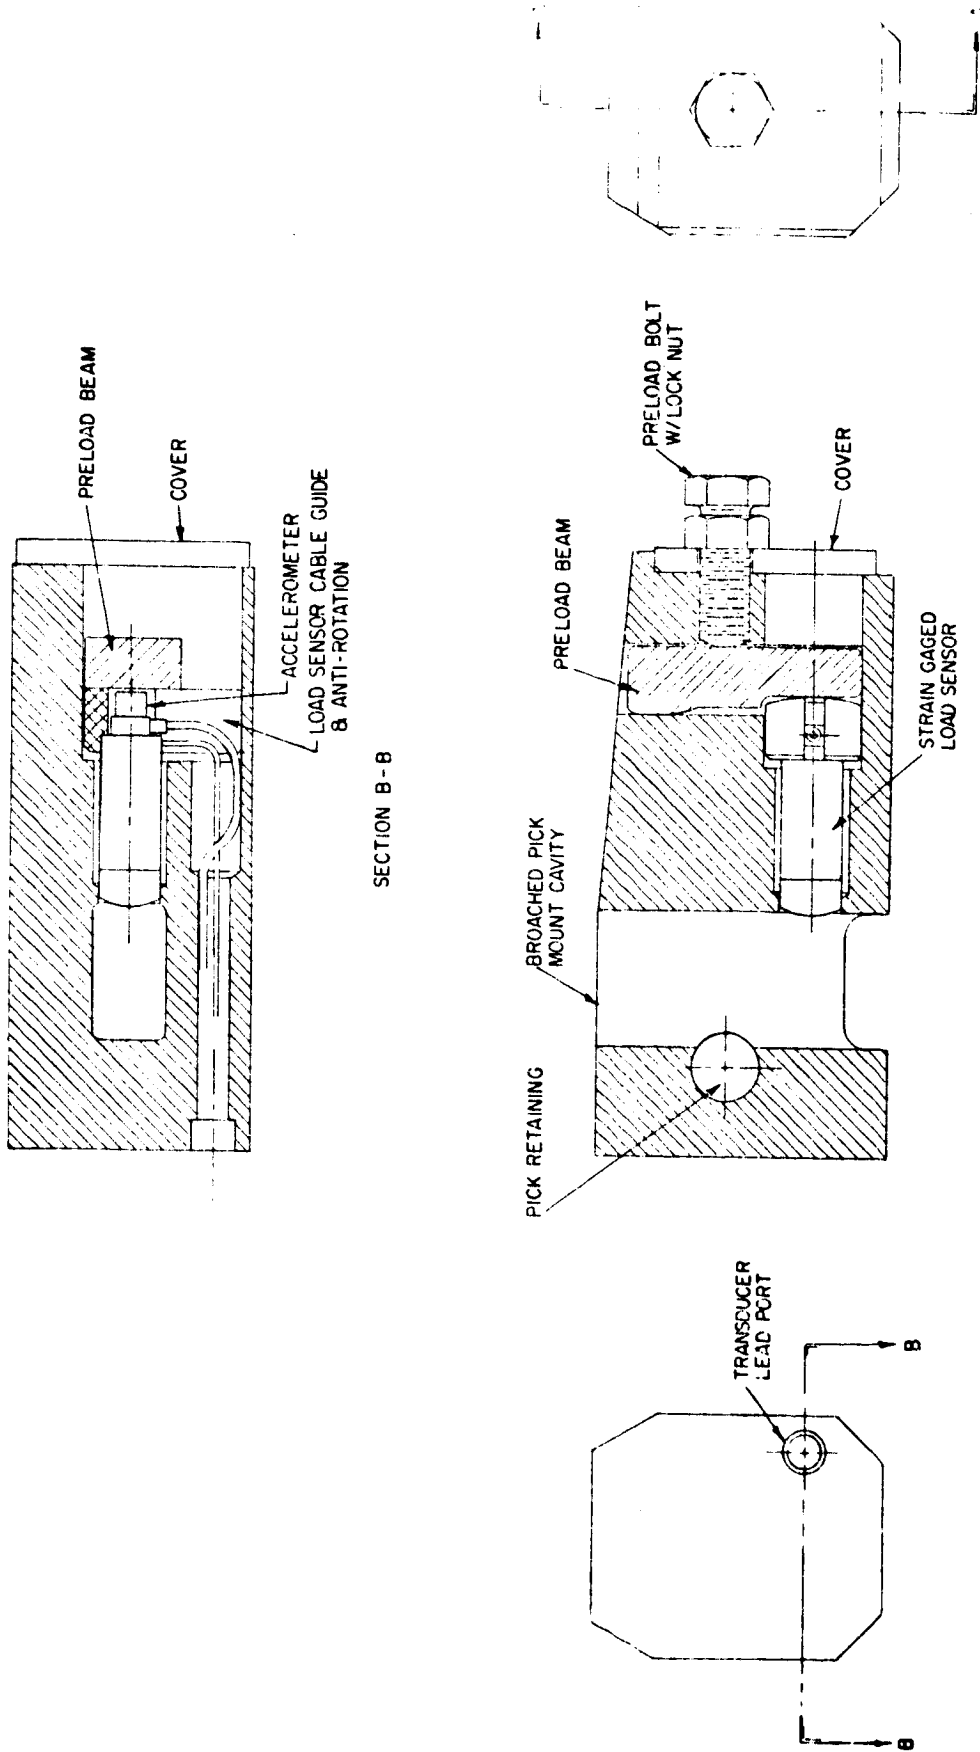 PRELOAD BEAM
COVER
ACCELEROMETER
LOAD SENSOR CABLE GUIDE
& ANTI-ROTATION
SECTION B-B
PRELOAD BOLT
W/LOCK NUT
COVER
PRELOAD BEAM
STRAIN GAGED
LOAD SENSOR
BROACHED PICK
MOUNT CAVITY
PICK RETAINING
TRANSDUCER
LEAD PORT
B
B